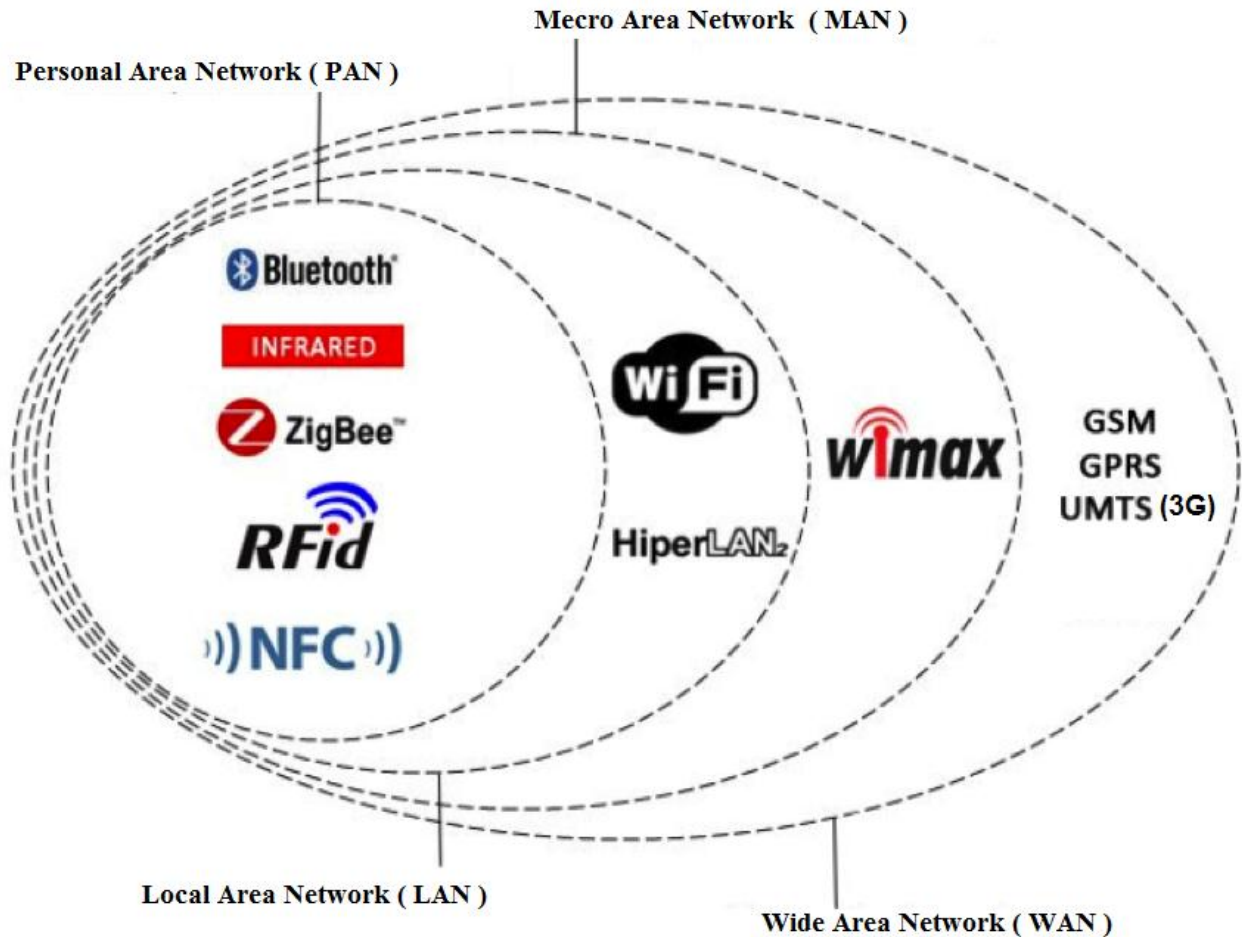 Mecro Area Network ( MAN )
Personal Area Network ( PAN )
Bluetooth®
INFRARED
ZigBee™
RFid
NFC
WiFi
HiperLAN2
wimax
GSM
GPRS
UMTS (3G)
Local Area Network ( LAN )
Wide Area Network ( WAN )